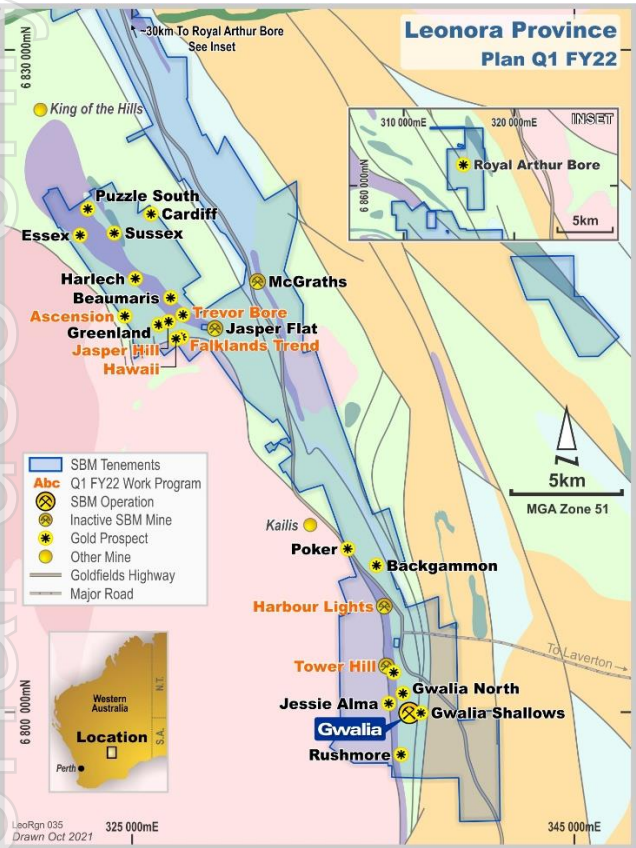 Leonora Province
Plan Q1 FY22
~30km To Royal Arthur Bore
See Inset
6 830 000mN
King of the Hills
310 000mE
320 000mE
INSET
6 860 000mN
Royal Arthur Bore
5km
Puzzle South
Cardiff
Essex
Sussex
Harlech
McGraths
Beaumaris
Ascension
Trevor Bore
Greenland
Jasper Flat
Jasper Hill
Falklands Trend
Hawaii
SBM Tenements
Abc Q1 FY22 Work Program
SBM Operation
Inactive SBM Mine
Gold Prospect
Other Mine
Goldfields Highway
Major Road
N
5km
MGA Zone 51
Kailis
Poker
Backgammon
Harbour Lights
To Laverton
Tower Hill
Gwalia North
Jessie Alma
Gwalia Shallows
Gwalia
Rushmore
6 800 000mN
Western
Australia
N.T.
S.A.
Location
Perth
LeoRgn 035
Drawn Oct 2021
325 000mE
345 000mE